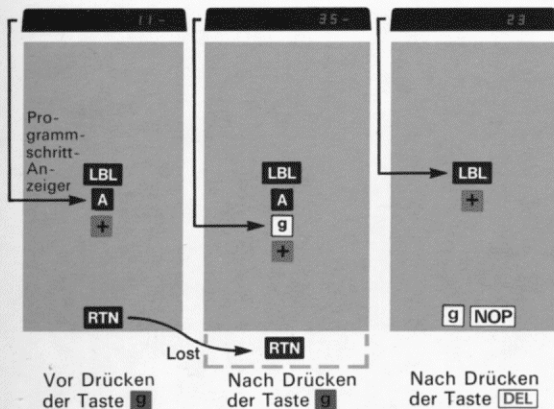 11-
35-
23
Pro-
gramm-
schritt-
An-
zeiger
LBL
A
+
RTN
LBL
A
g
+
Lost
RTN
LBL
+
g NOP
Vor Drücken
der Taste g
Nach Drücken
der Taste g
Nach Drücken
der Taste DEL